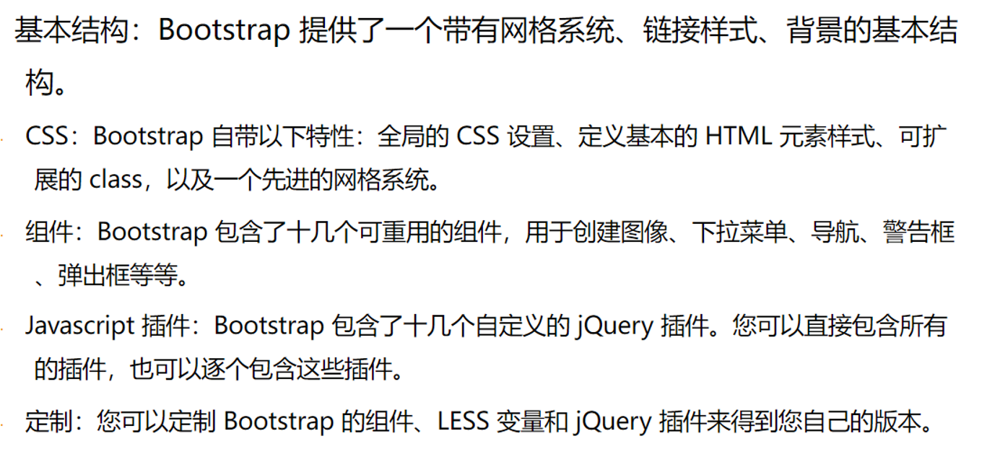 基本结构：Bootstrap 提供了一个带有网格系统、链接样式、背景的基本结
构。
CSS：Bootstrap 自带以下特性：全局的 CSS 设置、定义基本的 HTML 元素样式、可扩
展的 class，以及一个先进的网格系统。
组件：Bootstrap 包含了十几个可重用的组件，用于创建图像、下拉菜单、导航、警告框
、弹出框等等。
Javascript 插件：Bootstrap 包含了十几个自定义的 jQuery 插件。您可以直接包含所有
的插件，也可以逐个包含这些插件。
定制：您可以定制 Bootstrap 的组件、LESS 变量和 jQuery 插件来得到您自己的版本。